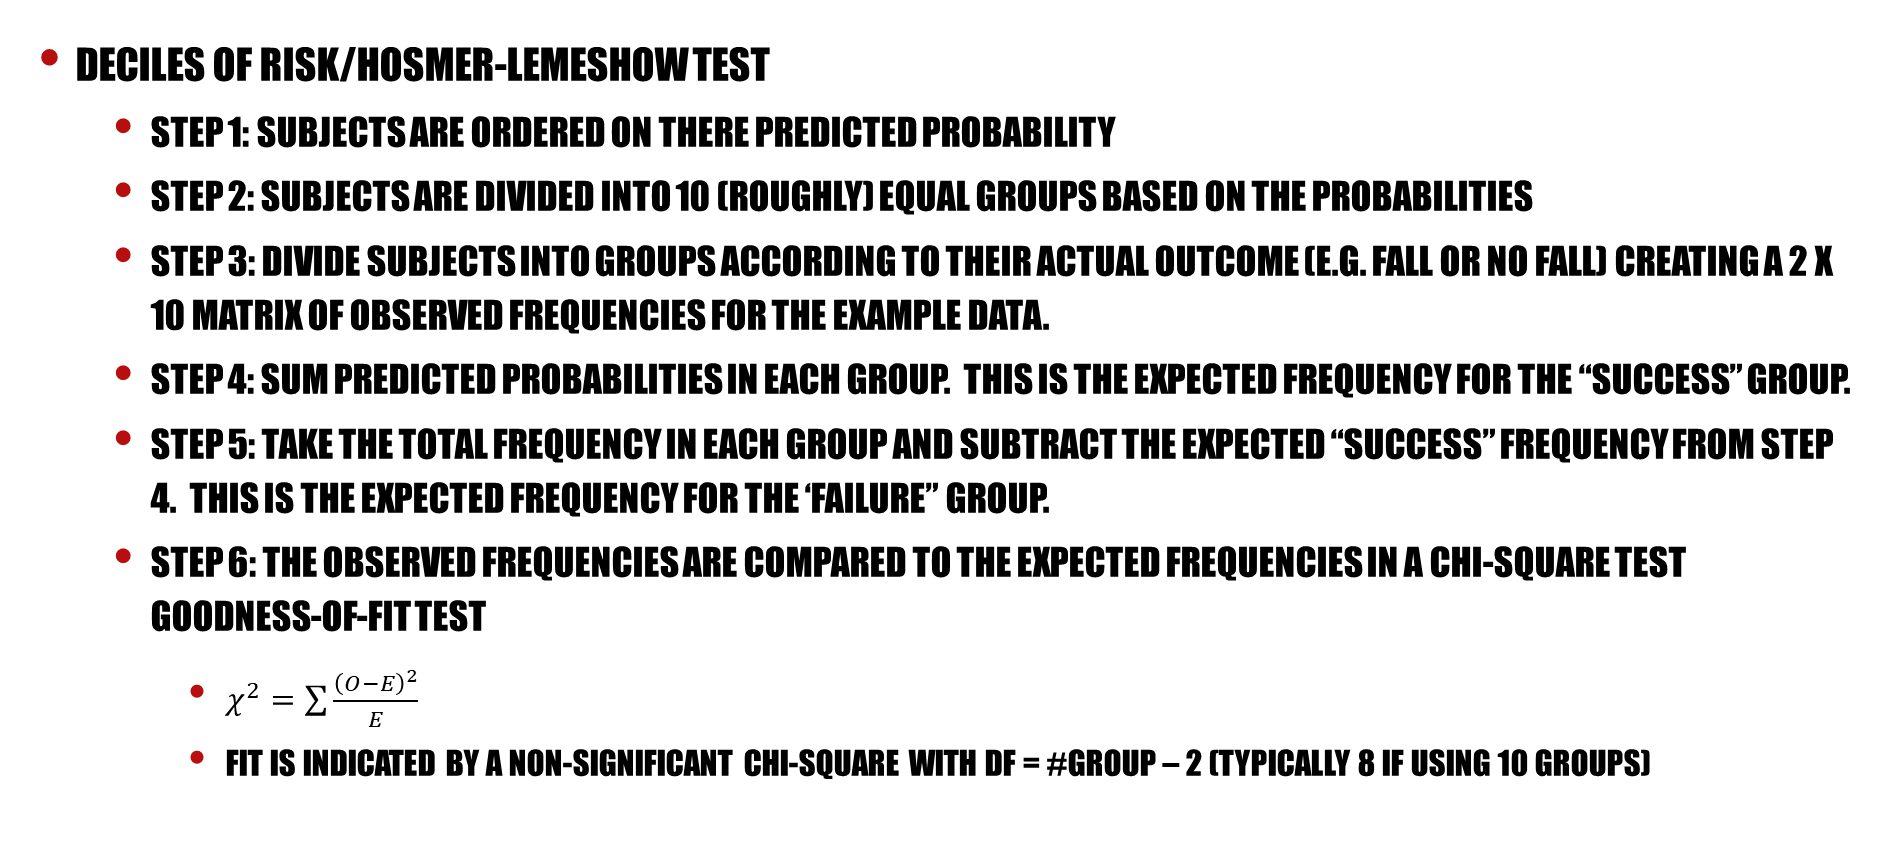 • DECILES OF RISK/HOSMER-LEMESHOW TEST
• STEP 1: SUBJECTS ARE ORDERED ON THERE PREDICTED PROBABILITY
• STEP 2: SUBJECTS ARE DIVIDED INTO 10 (ROUGHLY) EQUAL GROUPS BASED ON THE PROBABILITIES
• STEP 3: DIVIDE SUBJECTS INTO GROUPS ACCORDING TO THEIR ACTUAL OUTCOME (E.G. FALL OR NO FALL) CREATING A 2 X
10 MATRIX OF OBSERVED FREQUENCIES FOR THE EXAMPLE DATA.
• STEP 4: SUM PREDICTED PROBABILITIES IN EACH GROUP.  THIS IS THE EXPECTED FREQUENCY FOR THE “SUCCESS” GROUP.
• STEP 5: TAKE THE TOTAL FREQUENCY IN EACH GROUP AND SUBTRACT THE EXPECTED “SUCCESS” FREQUENCY FROM STEP
4.  THIS IS THE EXPECTED FREQUENCY FOR THE ‘FAILURE” GROUP.
• STEP 6: THE OBSERVED FREQUENCIES ARE COMPARED TO THE EXPECTED FREQUENCIES IN A CHI-SQUARE TEST
GOODNESS-OF-FIT TEST
• χ² = ∑ (O−E)² / E
• FIT IS INDICATED BY A NON-SIGNIFICANT CHI-SQUARE WITH DF = #GROUP – 2 (TYPICALLY 8 IF USING 10 GROUPS)